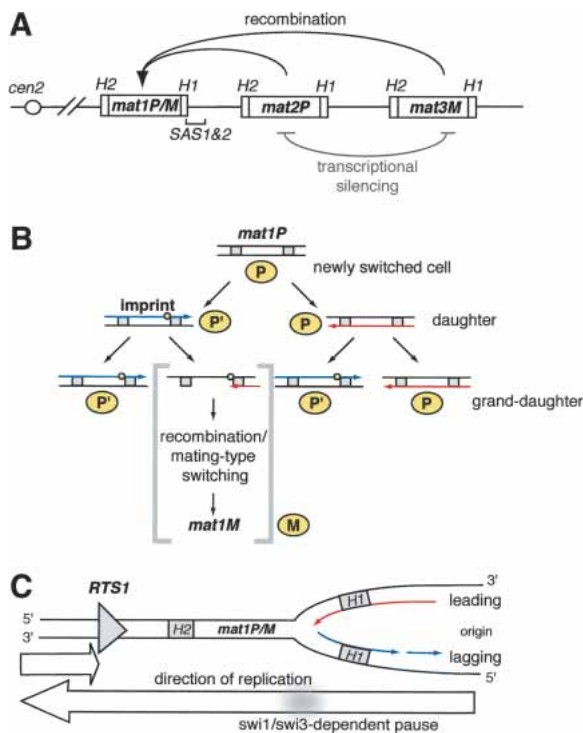 A
recombination
cen2
H2
H1
H2
H1
H2
H1
mat1P/M
mat2P
mat3M
SAS1&2
transcriptional
silencing
B
mat1P
P
newly switched cell
imprint
P'
P
daughter
P'
P'
P
grand-daughter
recombination/
mating-type
switching
mat1M
M
C
RTS1
3'
5'
3'
H2
mat1P/M
H1
leading
origin
H1
lagging
5'
direction of replication
swi1/swi3-dependent pause